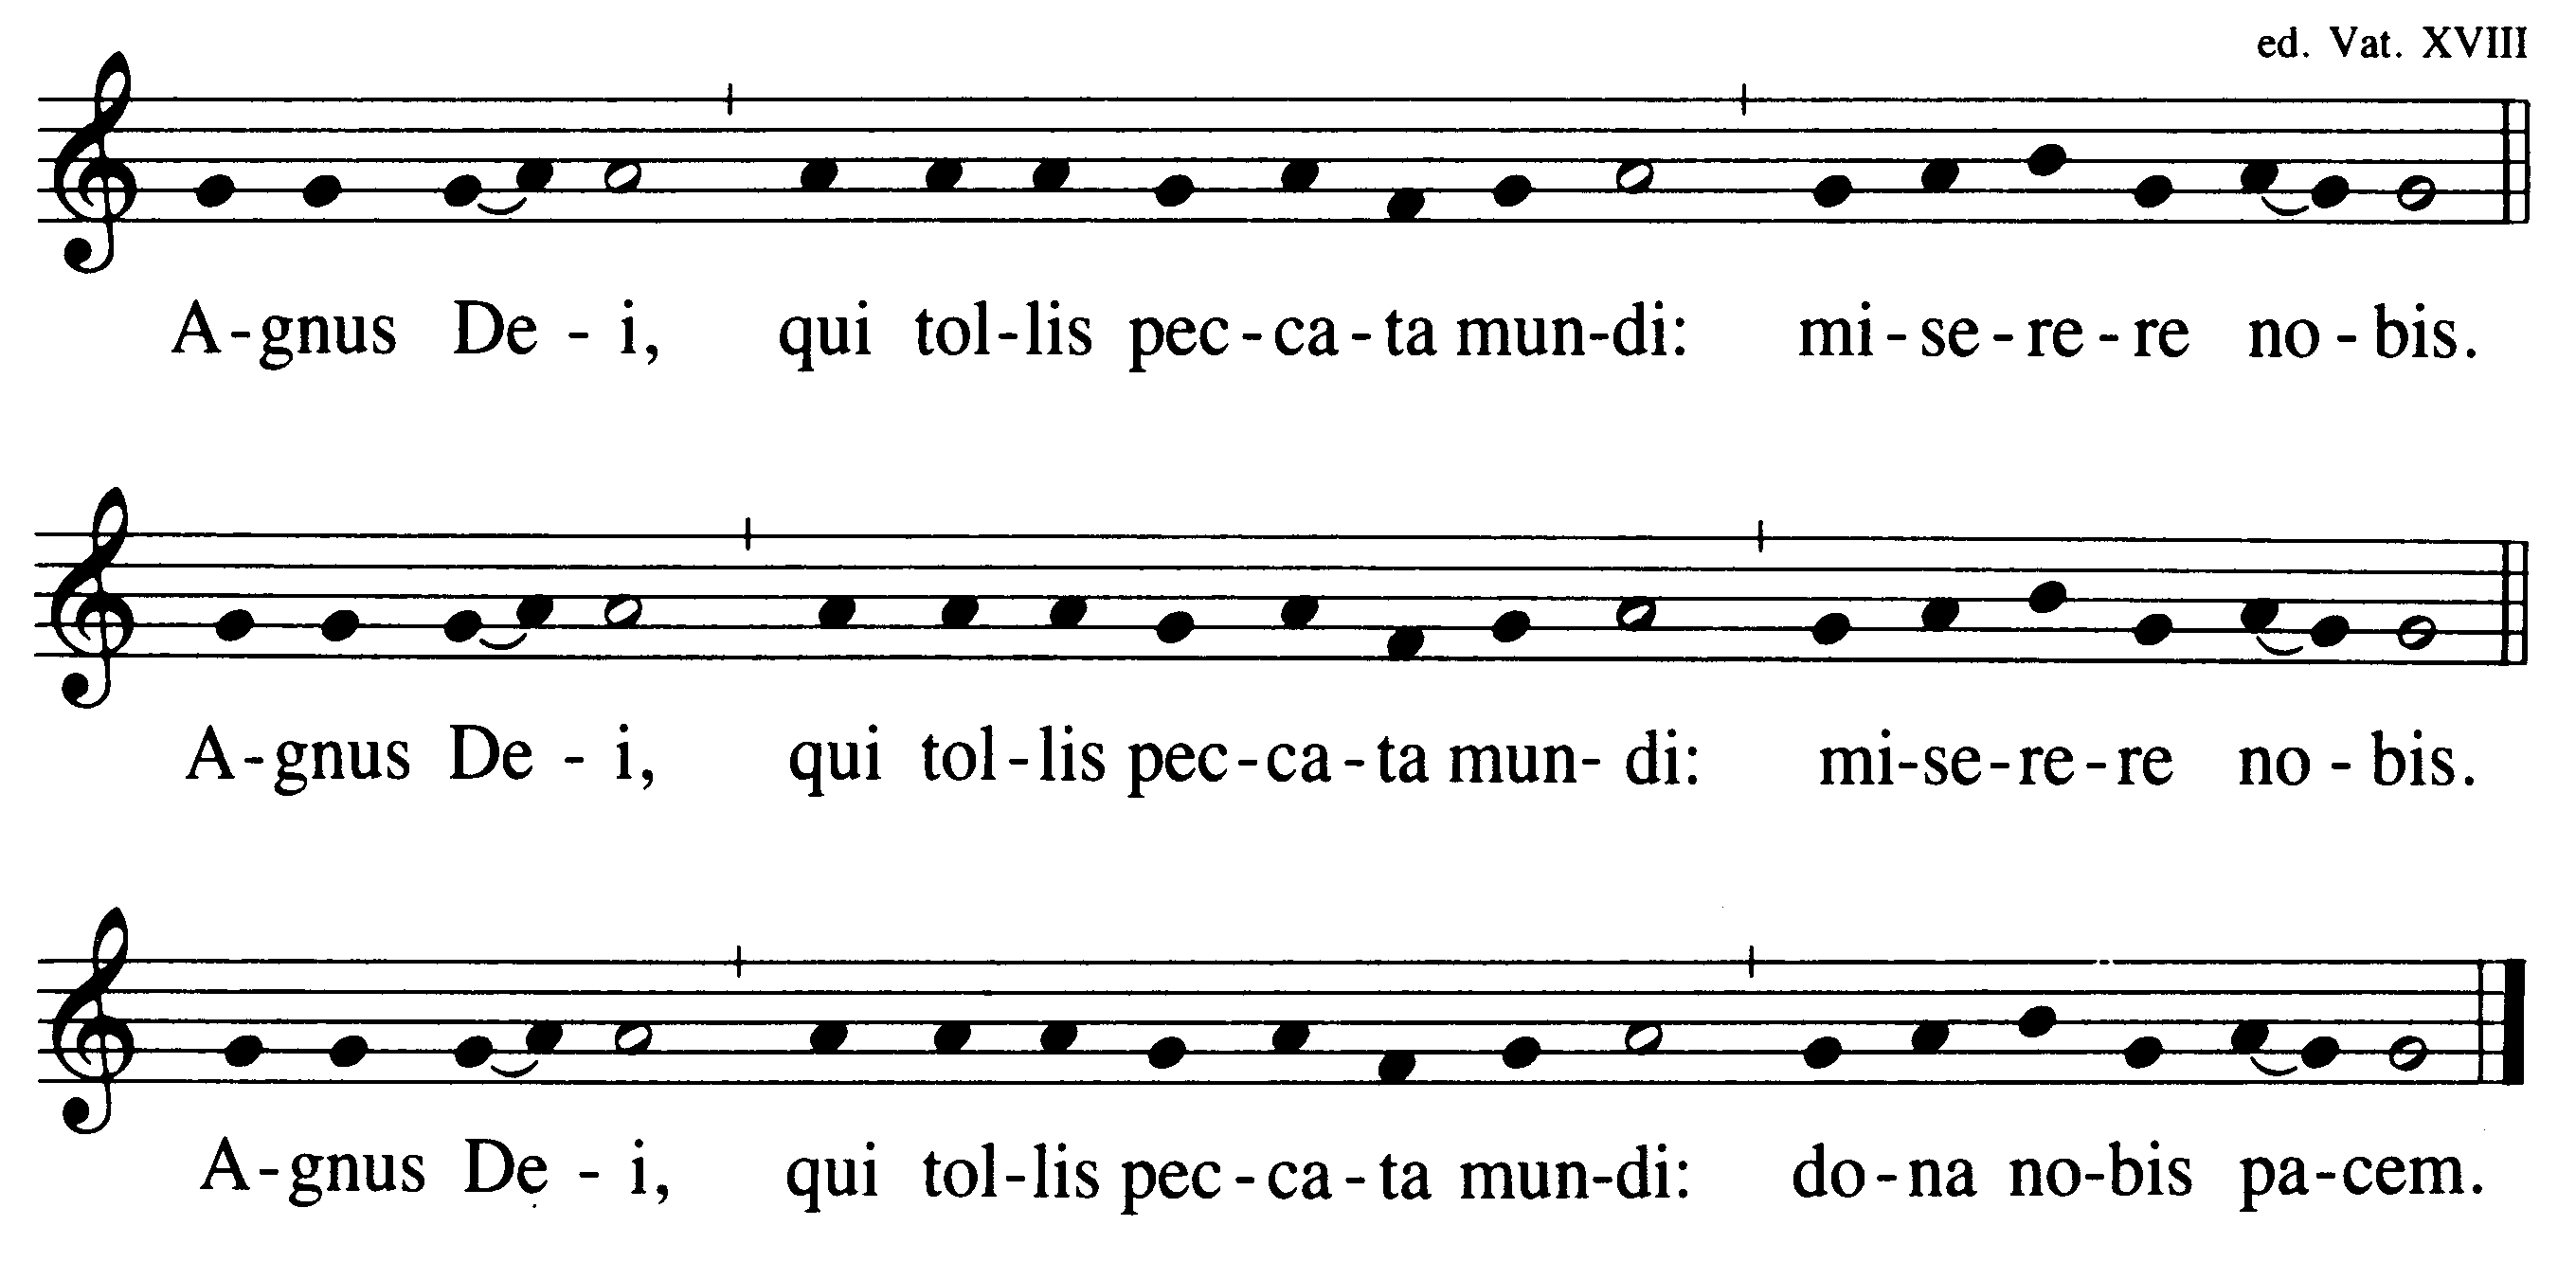 ed. Vat. XVIII
A-gnus De - i, qui tol-lis pec-ca-ta mun-di: mi-se-re-re no-bis.
A-gnus De - i, qui tol-lis pec-ca-ta mun- di: mi-se-re-re no-bis.
A-gnus De - i, qui tol-lis pec-ca-ta mun-di: do-na no-bis pa-cem.